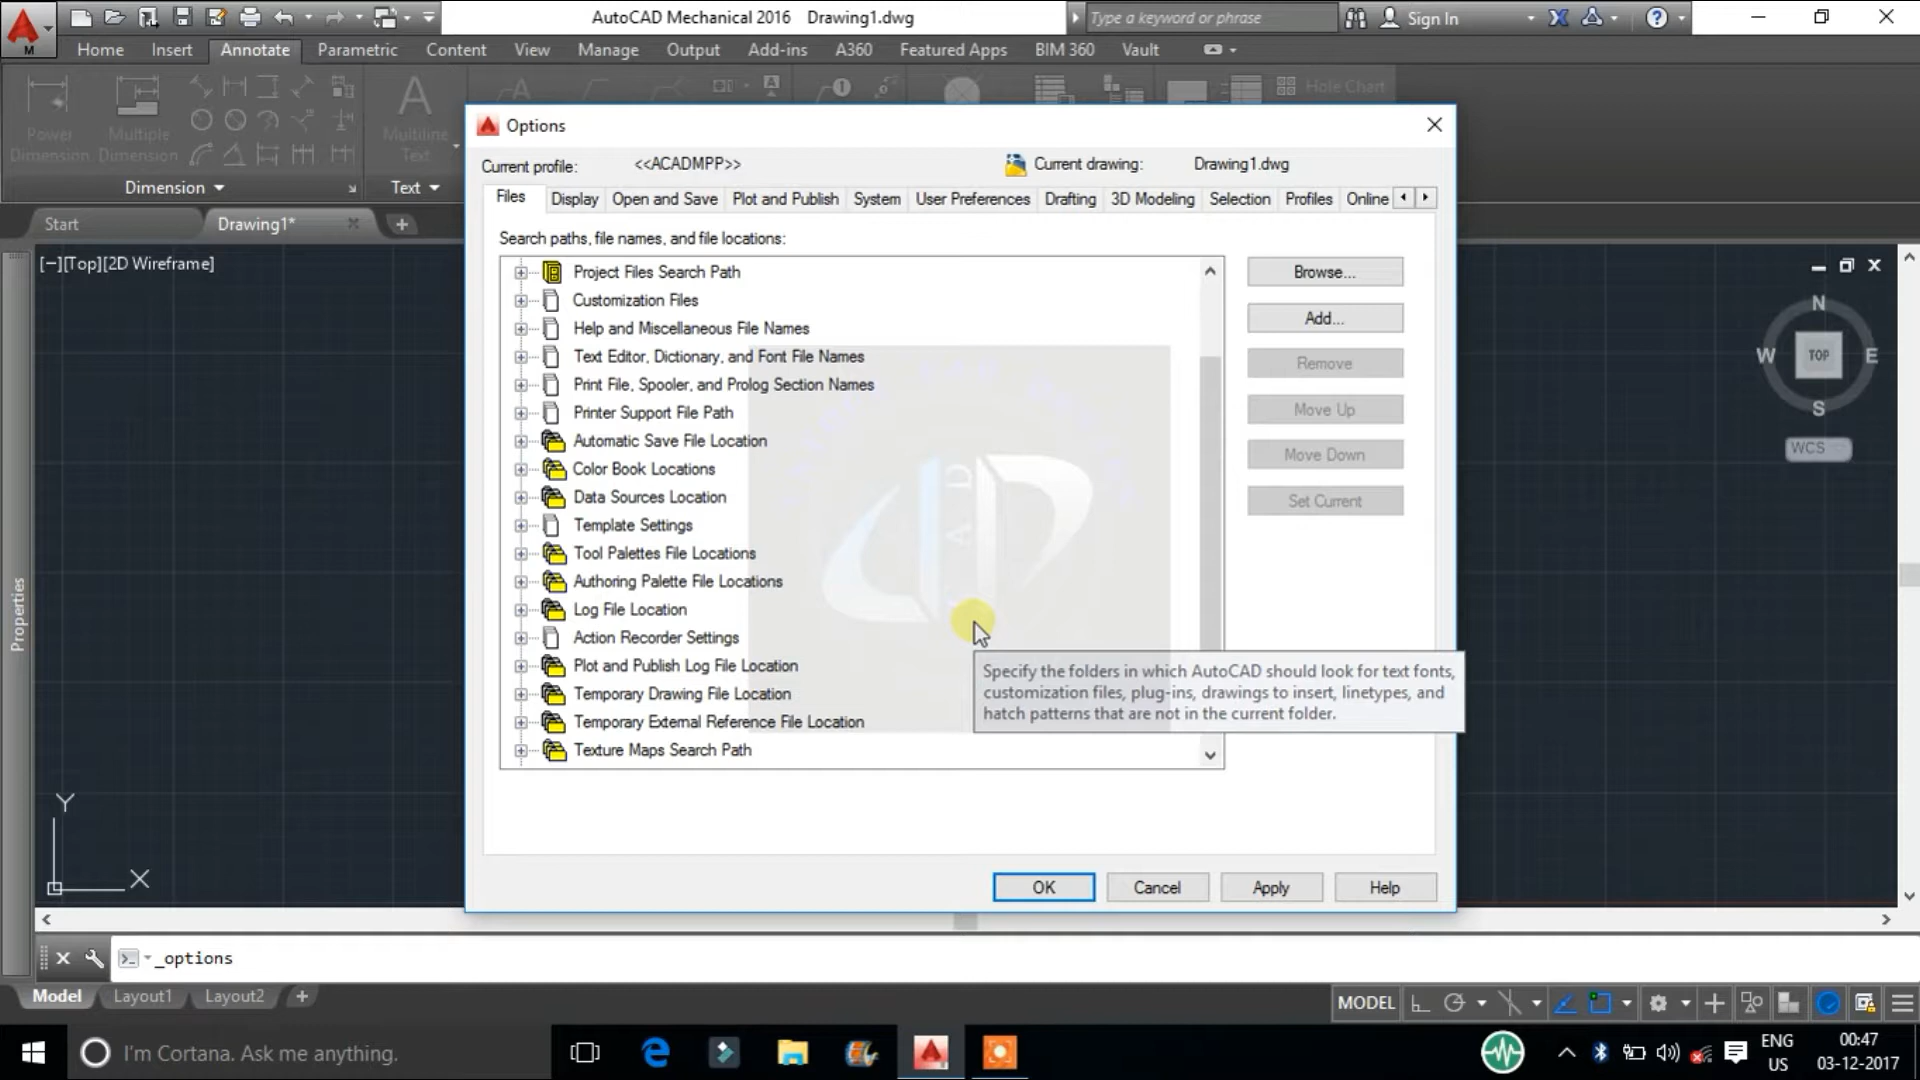 AutoCAD Mechanical 2016 Drawing1.dwg
Type a keyword or phrase
Sign In
M
Home Insert Annotate Parametric Content View Manage Output Add-ins A360 Featured Apps BIM 360 Vault
Power Dimension
Multiple Dimension
Multiline Text
Hole Chart
Dimension
Text
Start
Drawing1*
[−][Top][2D Wireframe]
Options
Current profile: <<ACADMPP>>
Current drawing: Drawing1.dwg
Files Display Open and Save Plot and Publish System User Preferences Drafting 3D Modeling Selection Profiles Online
Search paths, file names, and file locations:
Project Files Search Path
Customization Files
Help and Miscellaneous File Names
Text Editor, Dictionary, and Font File Names
Print File, Spooler, and Prolog Section Names
Printer Support File Path
Automatic Save File Location
Color Book Locations
Data Sources Location
Template Settings
Tool Palettes File Locations
Authoring Palette File Locations
Log File Location
Action Recorder Settings
Plot and Publish Log File Location
Temporary Drawing File Location
Temporary External Reference File Location
Texture Maps Search Path
Browse...
Add...
Remove
Move Up
Move Down
Set Current
Specify the folders in which AutoCAD should look for text fonts,
customization files, plug-ins, drawings to insert, linetypes, and
hatch patterns that are not in the current folder.
OK
Cancel
Apply
Help
N
W
TOP
E
S
WCS
Properties
Y
X
_options
Model Layout1 Layout2
MODEL
I'm Cortana. Ask me anything.
ENG
US
00:47
03-12-2017